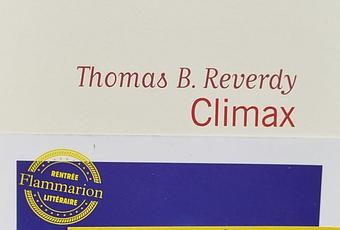 Thomas B. Reverdy
Climax
RENTRÉE
Flammarion
LITTÉRAIRE